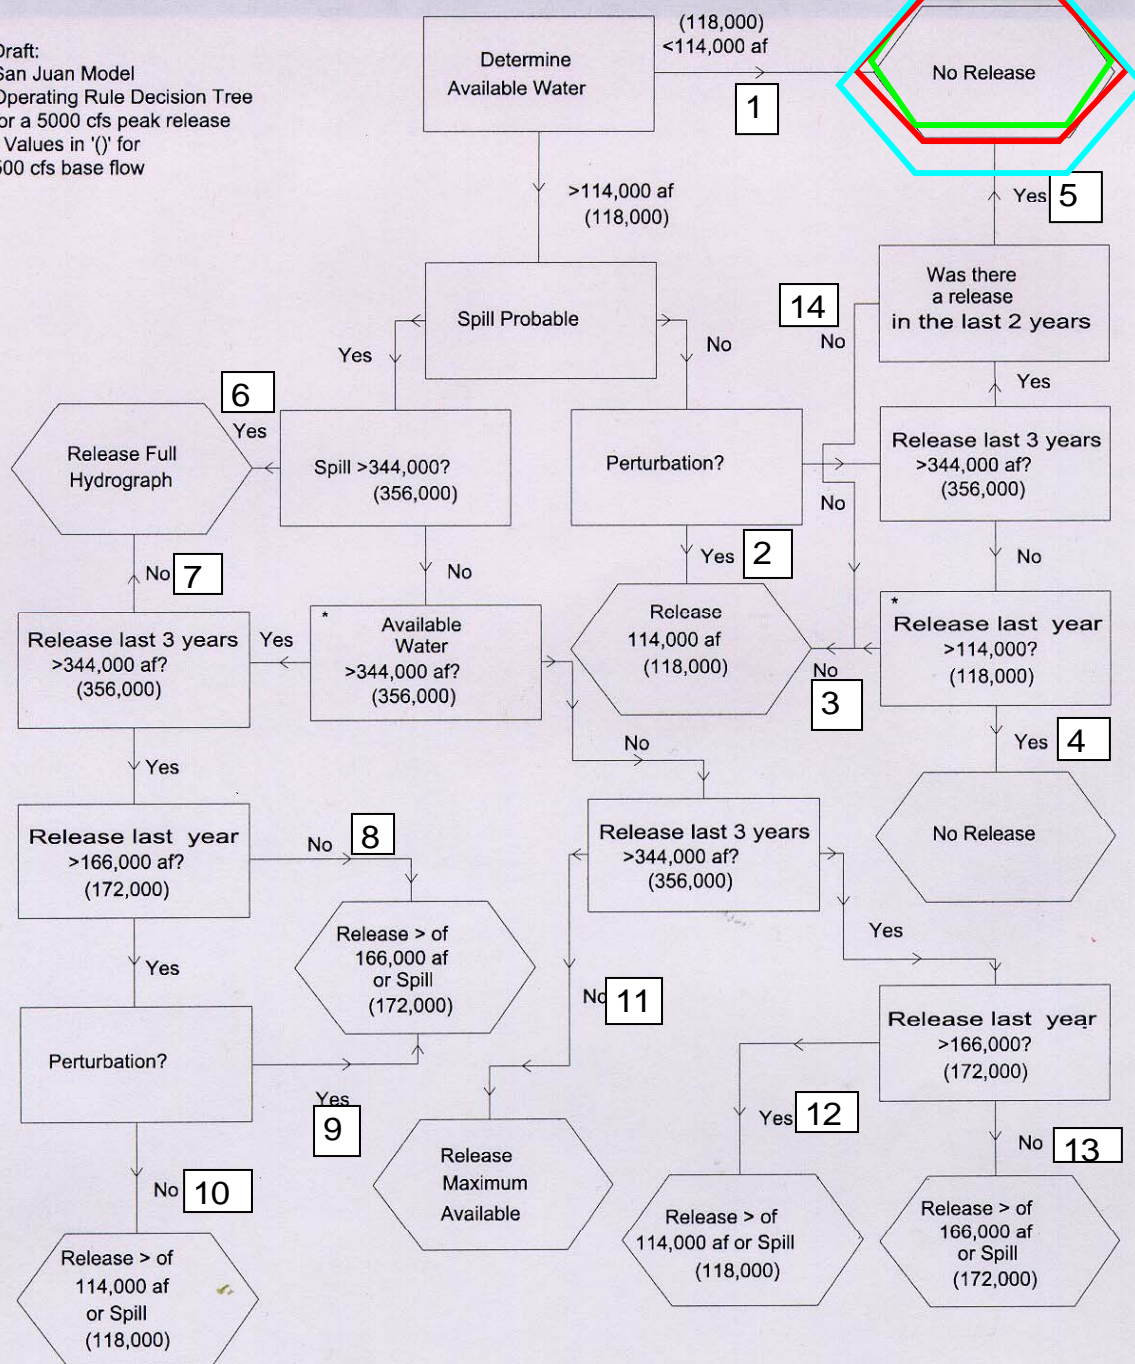 Draft:
San Juan Model
Operating Rule Decision Tree
or a 5000 cfs peak release
Values in '()' for
500 cfs base flow
Determine
Available Water
(118,000)
<114,000 af
1
No Release
>114,000 af
(118,000)
Yes 5
Was there
a release
in the last 2 years
14
No
Spill Probable
Yes
No
Yes
6
Yes
Release Full
Hydrograph
Spill >344,000?
(356,000)
Perturbation?
Release last 3 years
>344,000 af?
(356,000)
No
No 7
No
Yes 2
No
Release last 3 years
>344,000 af?
(356,000)
Yes
*
Available
Water
>344,000 af?
(356,000)
Release
114,000 af
(118,000)
No
3
*
Release last year
>114,000?
(118,000)
Yes
No
Yes 4
Release last year
>166,000 af?
(172,000)
No 8
Release last 3 years
>344,000 af?
(356,000)
No Release
Yes
Release > of
166,000 af
or Spill
(172,000)
No 11
Yes
Release last year
>166,000?
(172,000)
Perturbation?
Yes
9
Yes 12
No 13
No 10
Release
Maximum
Available
Release > of
114,000 af or Spill
(118,000)
Release > of
166,000 af
or Spill
(172,000)
Release > of
114,000 af
or Spill
(118,000)